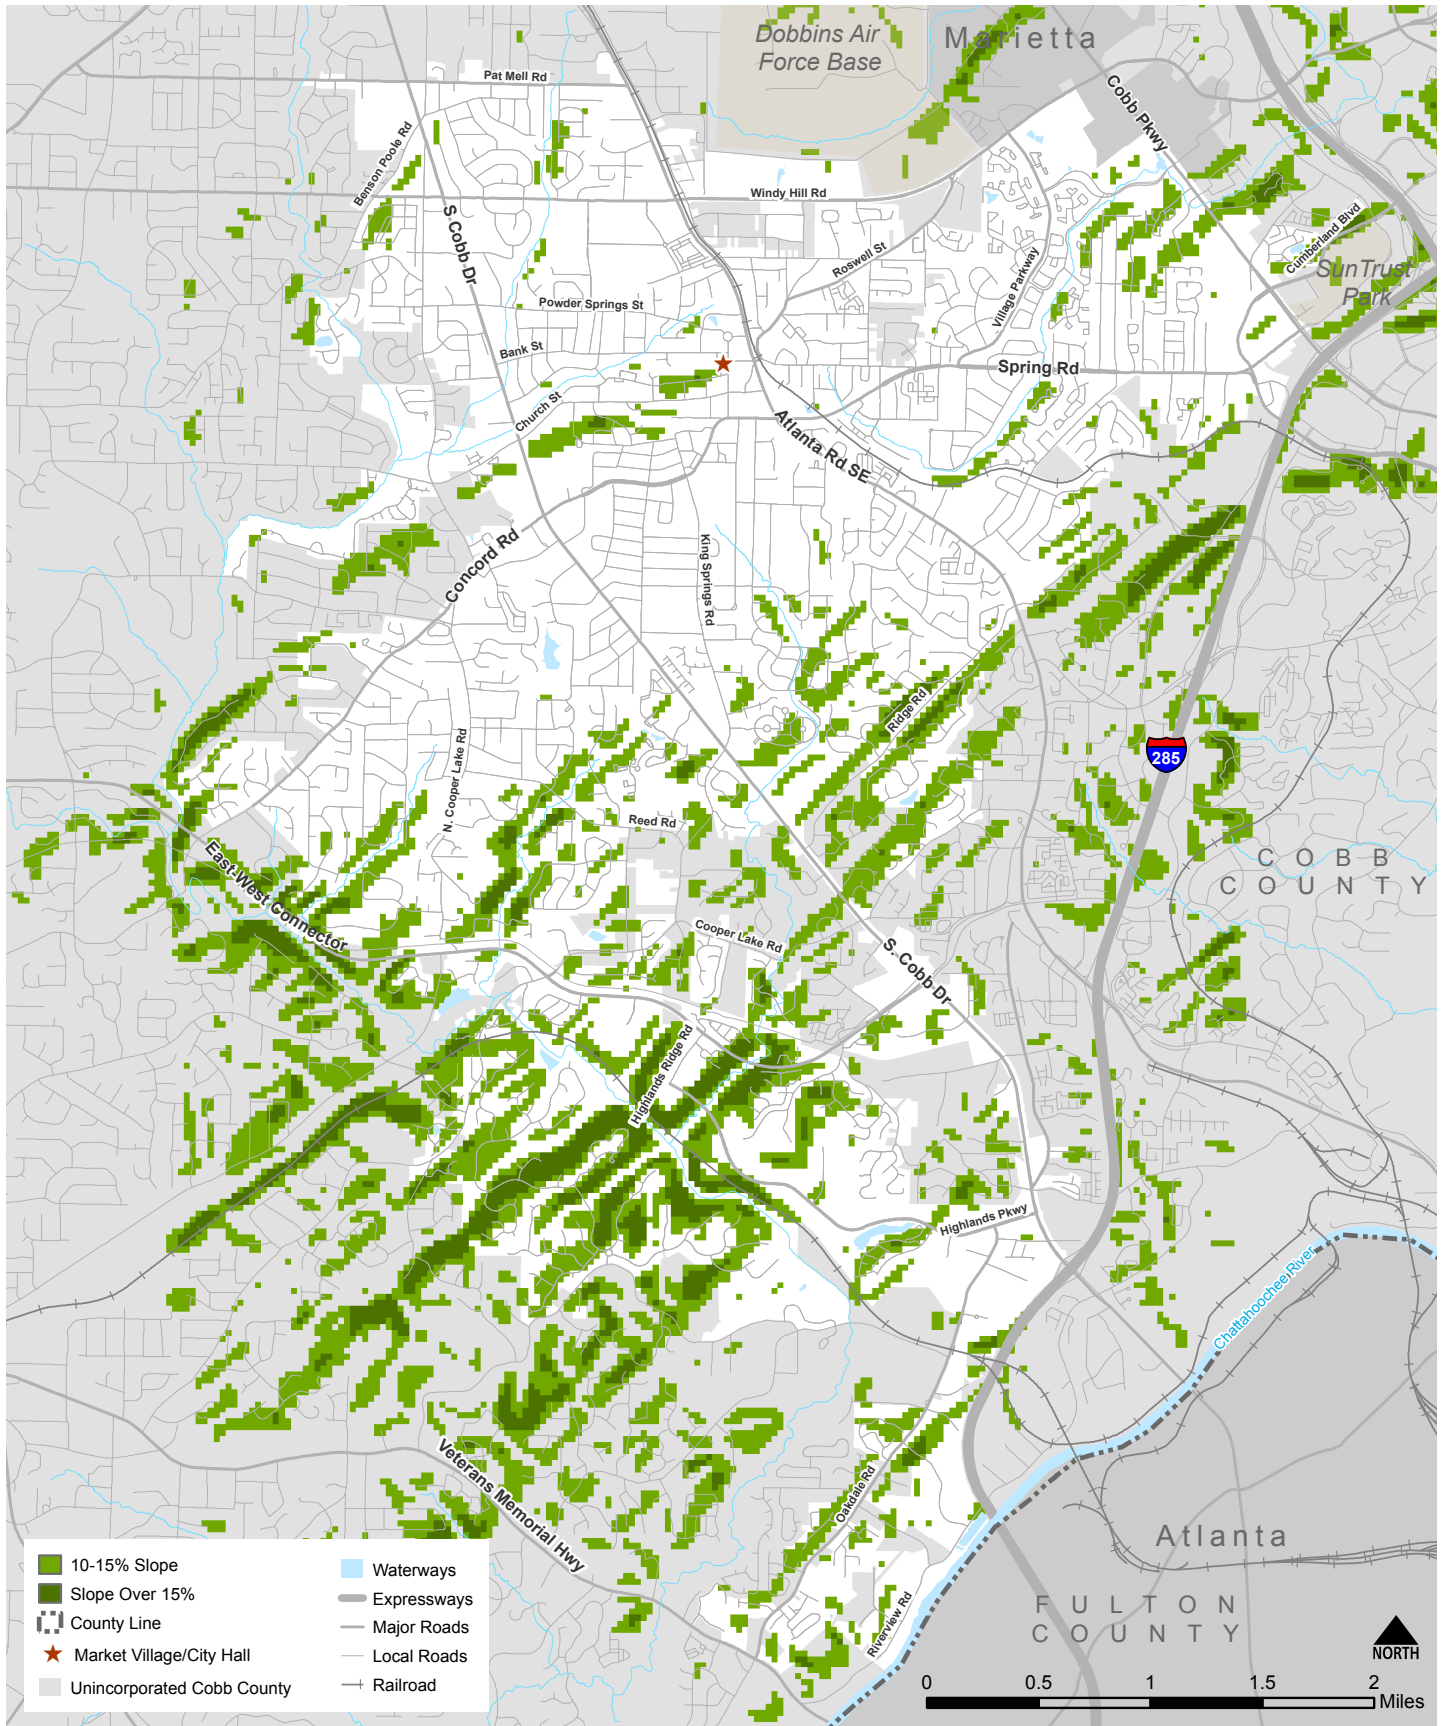 Dobbins Air
Force Base
Marietta
Pat Mell Rd
Cobb Pkwy
Benson Poole Rd
Windy Hill Rd
S Cobb Dr
Roswell St
Village Parkway
Cumberland Blvd
SunTrust
Park
Powder Springs St
Bank St
Spring Rd
Church St
Atlanta Rd SE
Concord Rd
King Springs Rd
Ridge Rd
N. Cooper Lake Rd
285
Reed Rd
COBB
COUNTY
East-West Connector
Cooper Lake Rd
S. Cobb Dr
Highlands Ridge Rd
Highlands Pkwy
Chattahoochee River
Veterans Memorial Hwy
Oakdale Rd
Riverview Rd
Atlanta
FULTON
COUNTY
10-15% Slope
Slope Over 15%
County Line
Market Village/City Hall
Unincorporated Cobb County
Waterways
Expressways
Major Roads
Local Roads
Railroad
NORTH
0 0.5 1 1.5 2
Miles